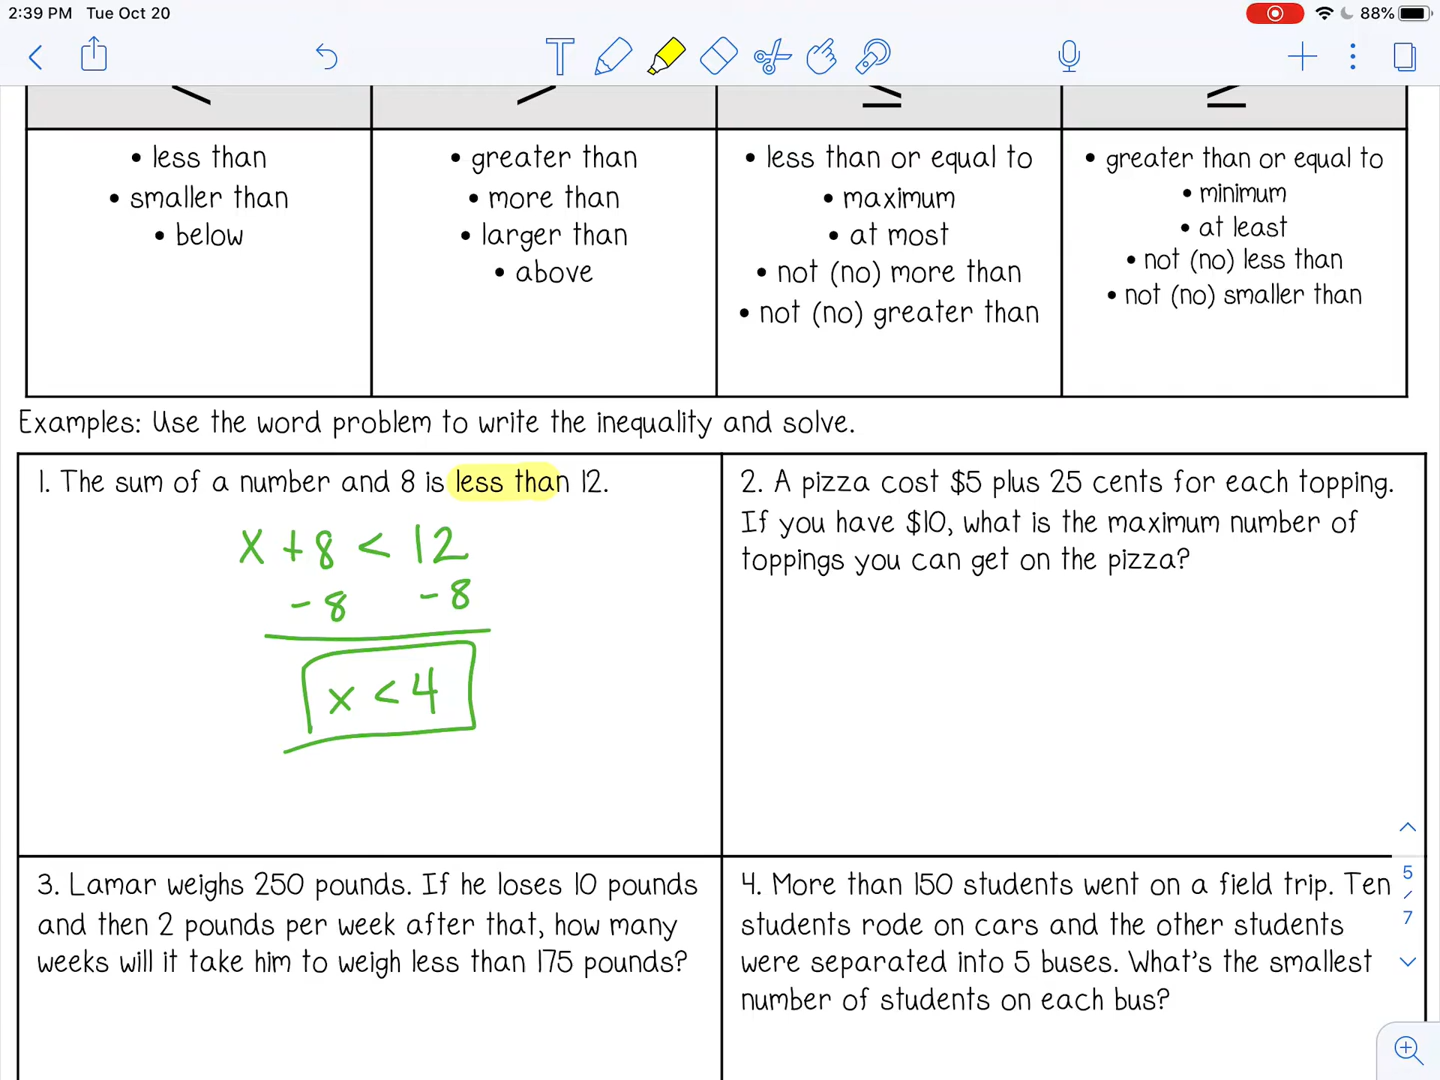 2:39 PM Tue Oct 20
88%
T
< > ≤ ≥
• less than
• smaller than
• below
• greater than
• more than
• larger than
• above
• less than or equal to
• maximum
• at most
• not (no) more than
• not (no) greater than
• greater than or equal to
• minimum
• at least
• not (no) less than
• not (no) smaller than
Examples: Use the word problem to write the inequality and solve.
1. The sum of a number and 8 is less than 12.
x + 8 < 12
- 8 - 8
x < 4
2. A pizza cost $5 plus 25 cents for each topping.
If you have $10, what is the maximum number of
toppings you can get on the pizza?
3. Lamar weighs 250 pounds. If he loses 10 pounds
and then 2 pounds per week after that, how many
weeks will it take him to weigh less than 175 pounds?
4. More than 150 students went on a field trip. Ten
students rode on cars and the other students
were separated into 5 buses. What's the smallest
number of students on each bus?
5
/
7